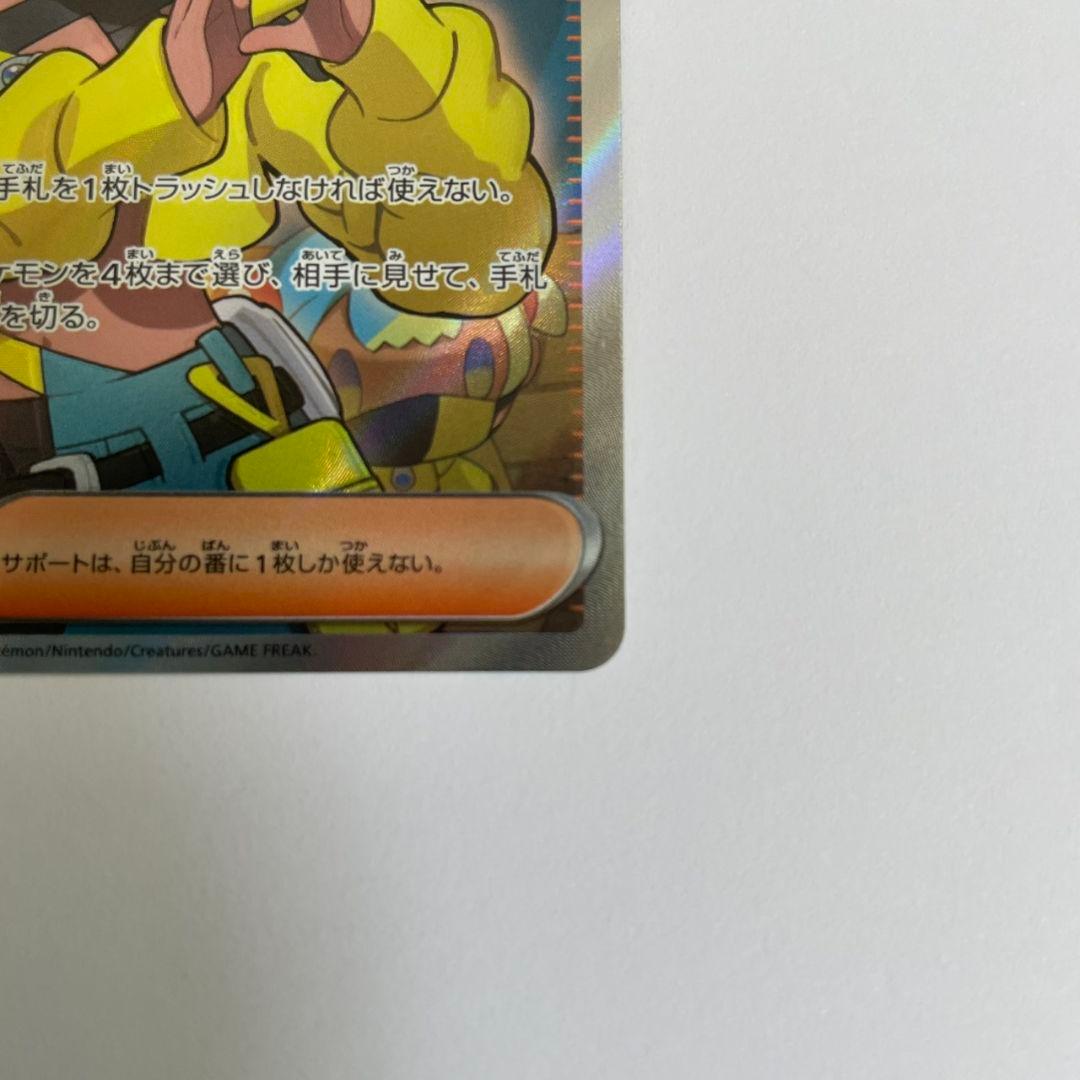 手札を1枚トラッシュしなければ使えない。
ケモンを4枚まで選び、相手に見せて、手札
を切る。
サポートは、自分の番に1枚しか使えない。
émon/Nintendo/Creatures/GAME FREAK.